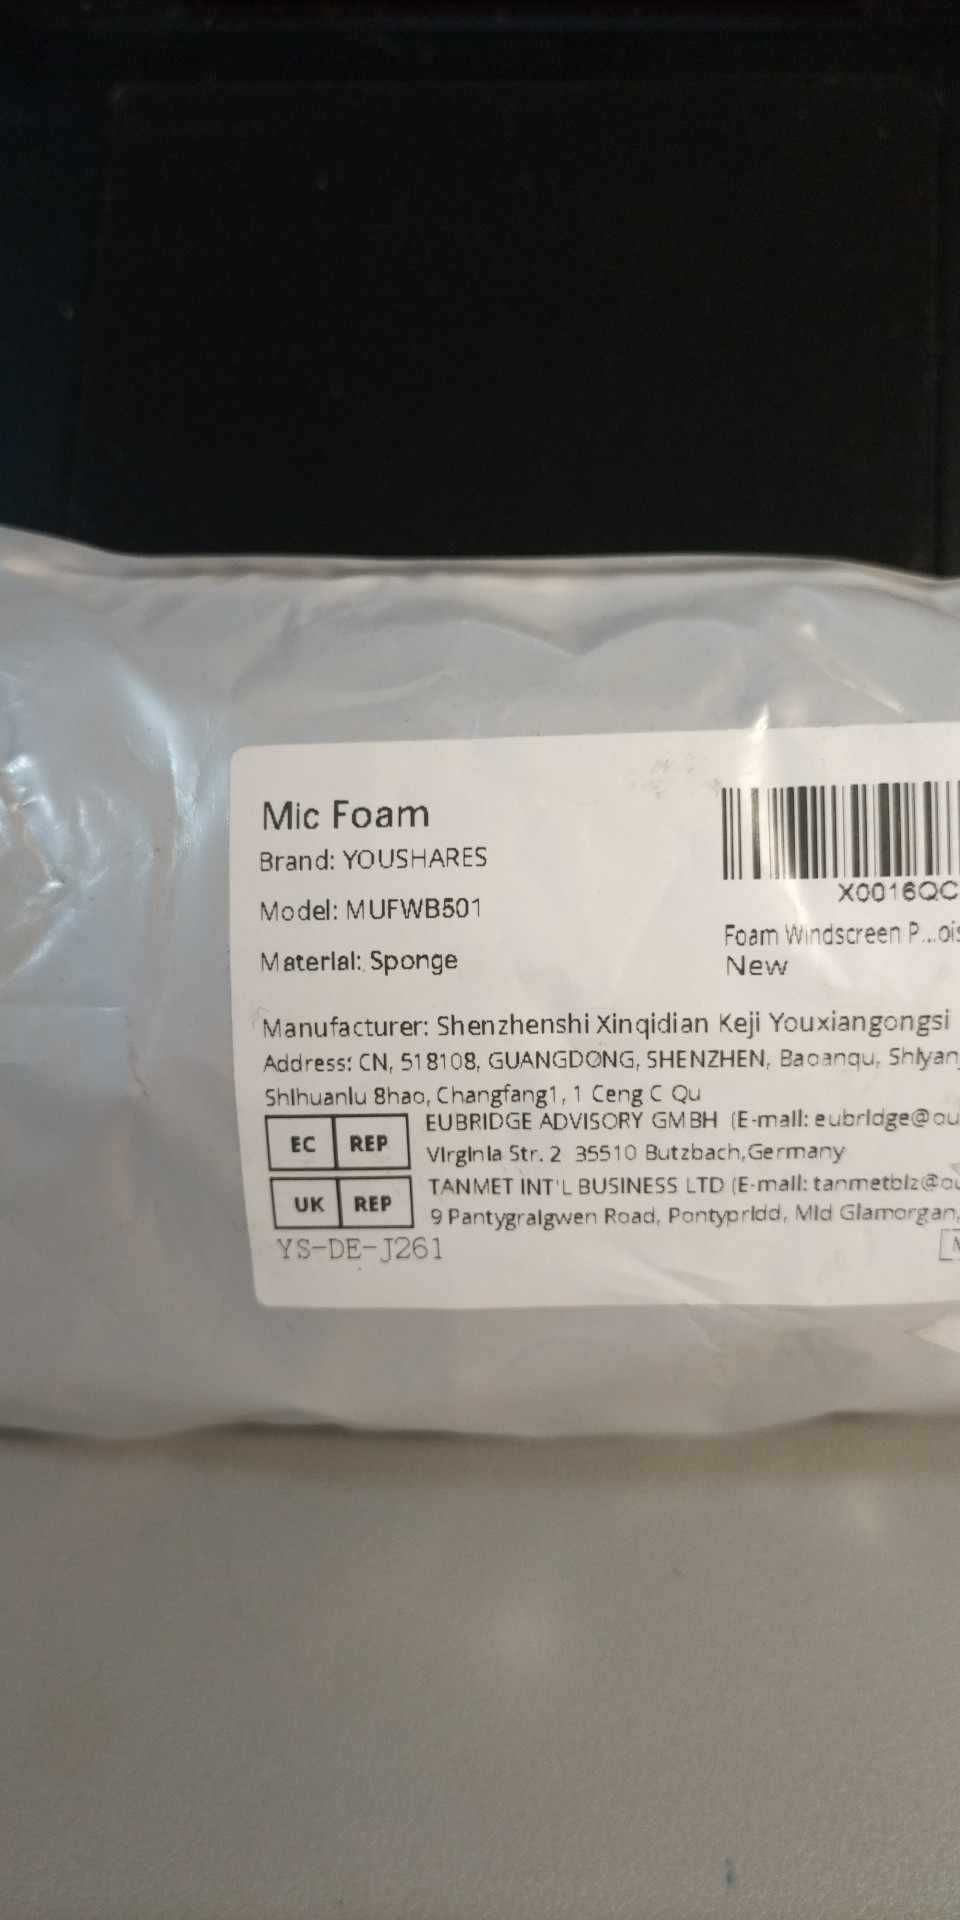 Mic Foam
Brand: YOUSHARES
Model: MUFWB501
Material: Sponge
X0016QC
Foam Windscreen P...ois
New
Manufacturer: Shenzhenshi Xinqidian Keji Youxiangongsi
Address: CN, 518108, GUANGDONG, SHENZHEN, Baoanqu, Shiyan
Shihuanlu 8hao, Changfang1, 1 Ceng C Qu
EC REP EUBRIDGE ADVISORY GMBH (E-mail: eubridge@ou
Virginia Str. 2 35510 Butzbach,Germany
UK REP TANMET INT'L BUSINESS LTD (E-mail: tanmetbiz@ou
9 Pantygraigwen Road, Pontypridd, Mid Glamorgan,
YS-DE-J261